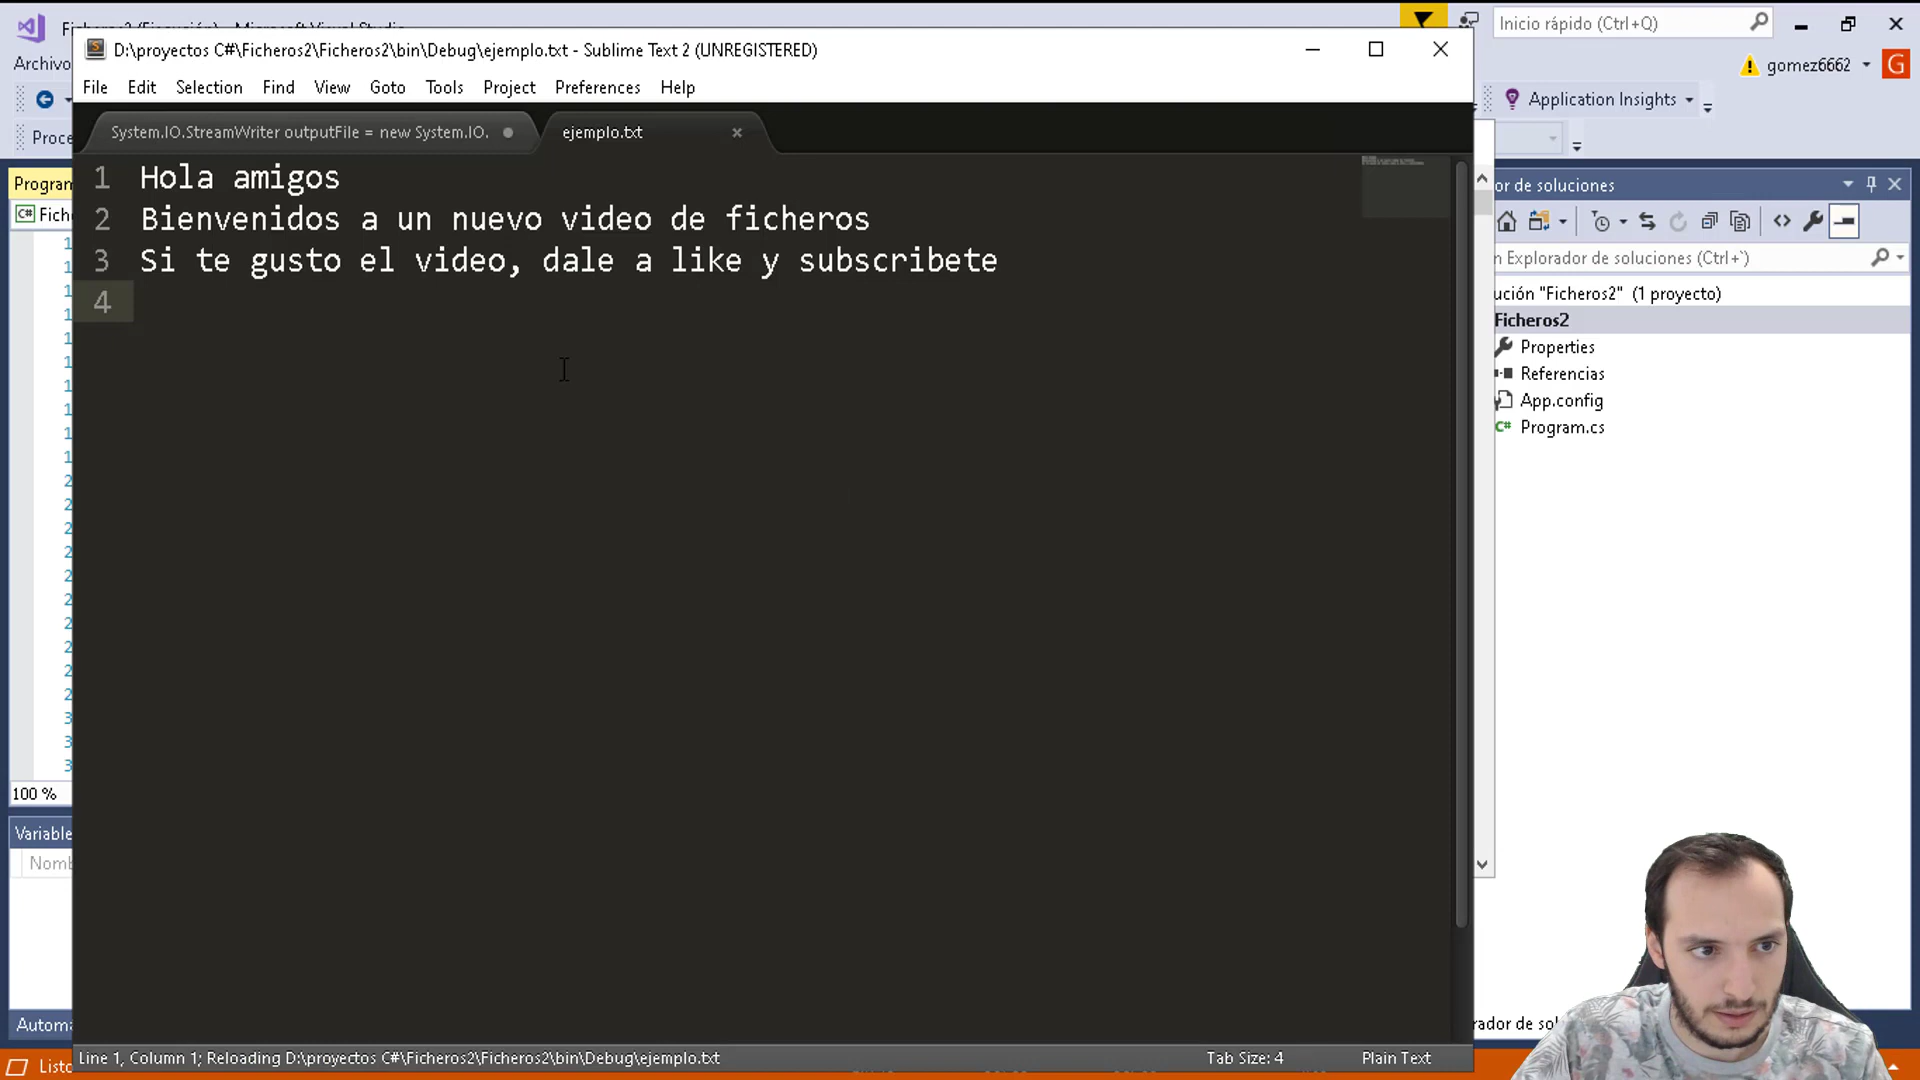 Inicio rápido (Ctrl+Q)
D:\proyectos C#\Ficheros2\Ficheros2\bin\Debug\ejemplo.txt - Sublime Text 2 (UNREGISTERED)
Archivo
gomez6662
G
File Edit Selection Find View Goto Tools Project Preferences Help
Application Insights
Proce
System.IO.StreamWriter outputFile = new System.IO.
ejemplo.txt
Program
or de soluciones
C# Fich
1 Hola amigos
2 Bienvenidos a un nuevo video de ficheros
3 Si te gusto el video, dale a like y subscribete
4
n Explorador de soluciones (Ctrl+`)
ución "Ficheros2" (1 proyecto)
Ficheros2
Properties
Referencias
App.config
C# Program.cs
100 %
Variable
Nomb
Automa
rador de sol
Line 1, Column 1; Reloading D:\proyectos C#\Ficheros2\Ficheros2\bin\Debug\ejemplo.txt
Tab Size: 4
Plain Text
Listo